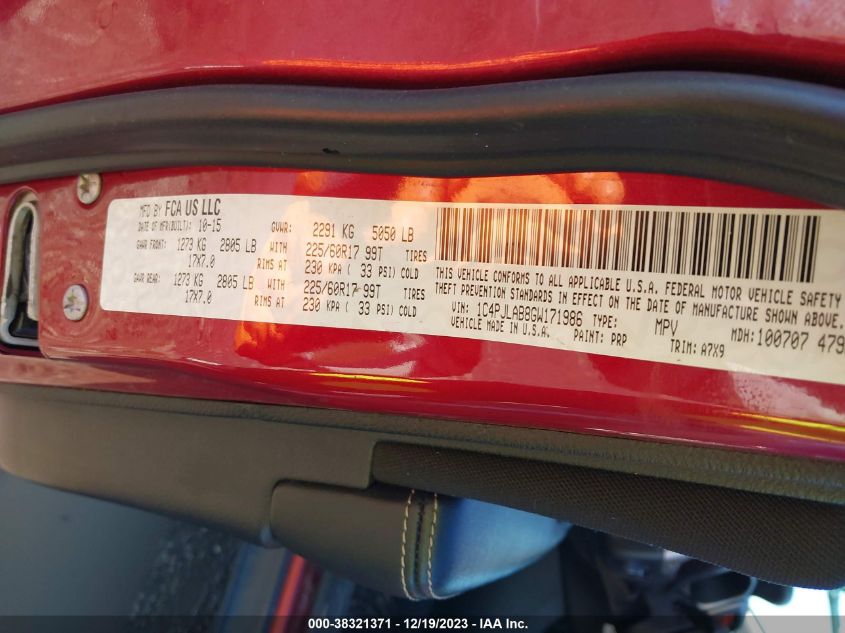 MFD BY FCA US LLC
DATE OF MFR(BUILT): 10-15 GVWR: 2291 KG 5050 LB
GAWR FRONT: 1273 KG 2805 LB WITH 225/60R17 99T TIRES
17X7.0 RIMS AT 230 KPA ( 33 PSI) COLD
GAWR REAR: 1273 KG 2805 LB WITH 225/60R17 99T TIRES
17X7.0 RIMS AT 230 KPA ( 33 PSI) COLD
THIS VEHICLE CONFORMS TO ALL APPLICABLE U.S.A. FEDERAL MOTOR VEHICLE SAFETY
THEFT PREVENTION STANDARDS IN EFFECT ON THE DATE OF MANUFACTURE SHOWN ABOVE.
VIN: 1C4PJLAB8GW171986 TYPE: MPV MDH:100707 479
VEHICLE MADE IN U.S.A. PAINT: PRP TRIM: A7X9
000-38321371 - 12/19/2023 - IAA Inc.